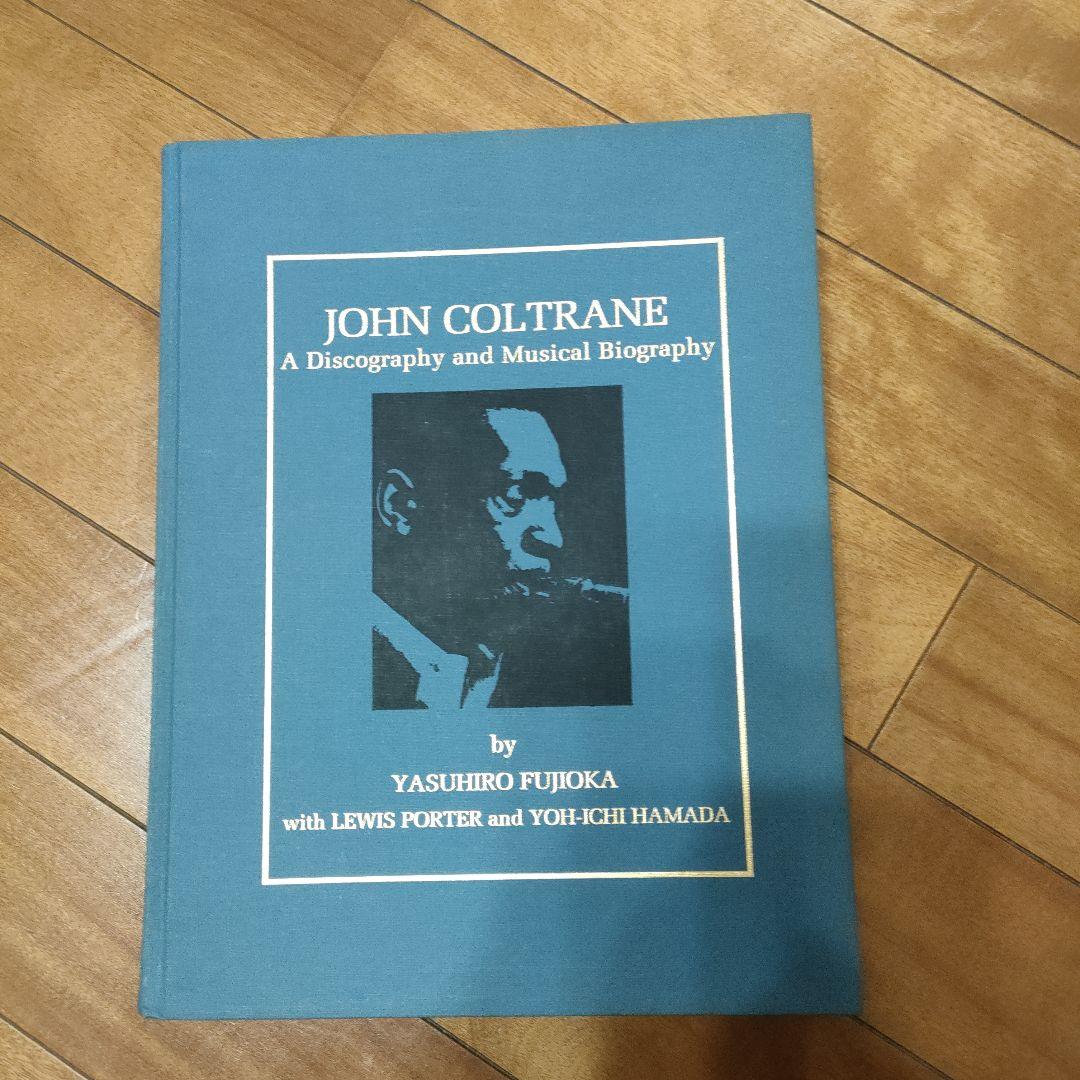 JOHN COLTRANE
A Discography and Musical Biography
by
YASUHIRO FUJIOKA
with LEWIS PORTER and YOH-ICHI HAMADA